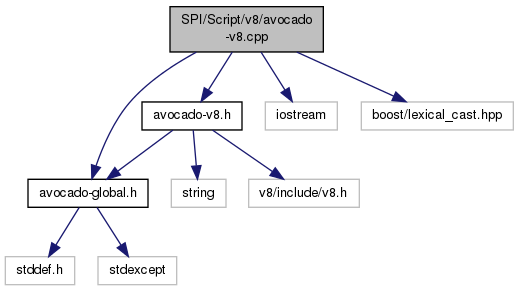 SPI/Script/v8/avocado
-v8.cpp
avocado-v8.h
iostream
boost/lexical_cast.hpp
avocado-global.h
string
v8/include/v8.h
stddef.h
stdexcept